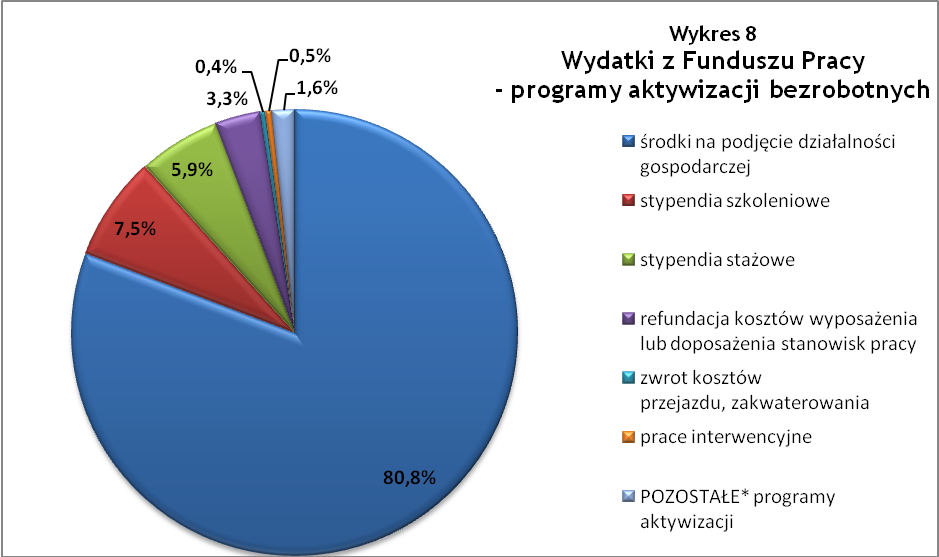 Wykres 8
Wydatki z Funduszu Pracy
- programy aktywizacji bezrobotnych
0,4%
0,5%
3,3%
1,6%
5,9%
7,5%
80,8%
środki na podjęcie działalności
gospodarczej
stypendia szkoleniowe
stypendia stażowe
refundacja kosztów wyposażenia
lub doposażenia stanowisk pracy
zwrot kosztów
przejazdu, zakwaterowania
prace interwencyjne
POZOSTAŁE* programy
aktywizacji